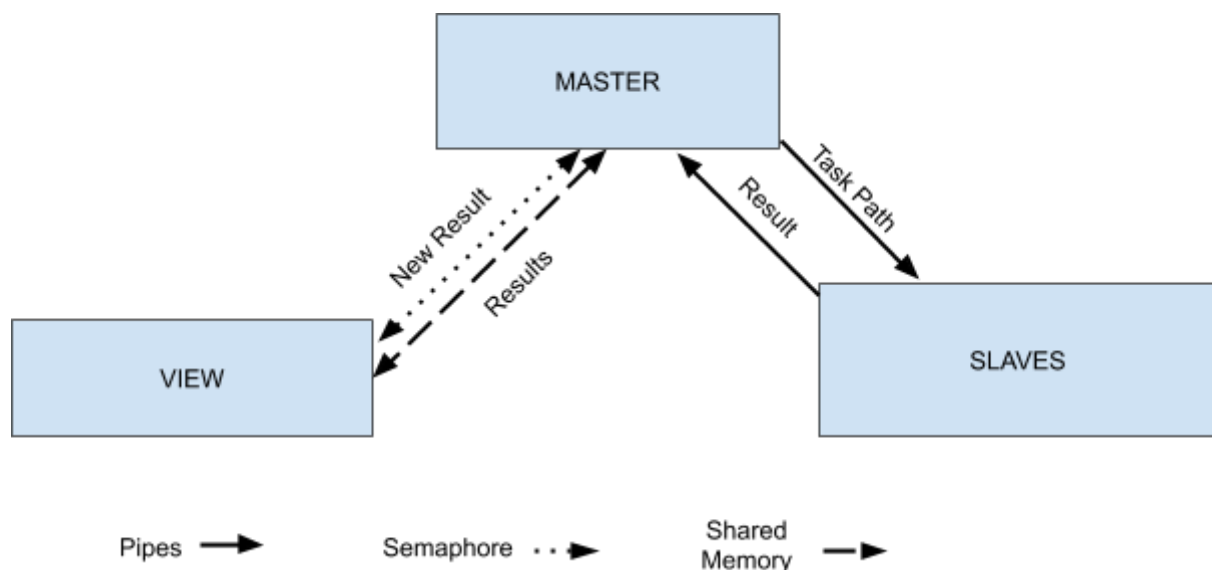 MASTER
Task Path
Result
New Result
Results
VIEW
SLAVES
Pipes
Semaphore
Shared
Memory